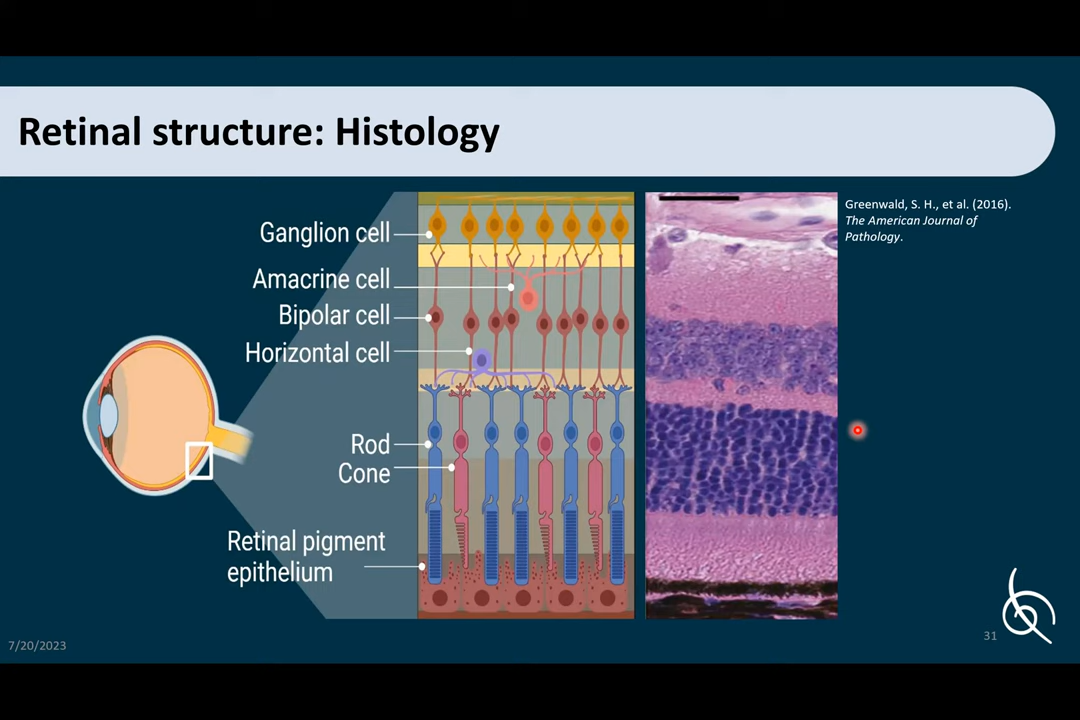 Retinal structure: Histology
Ganglion cell
Amacrine cell
Bipolar cell
Horizontal cell
Rod
Cone
Retinal pigment
epithelium
Greenwald, S. H., et al. (2016).
The American Journal of
Pathology.
7/20/2023
31